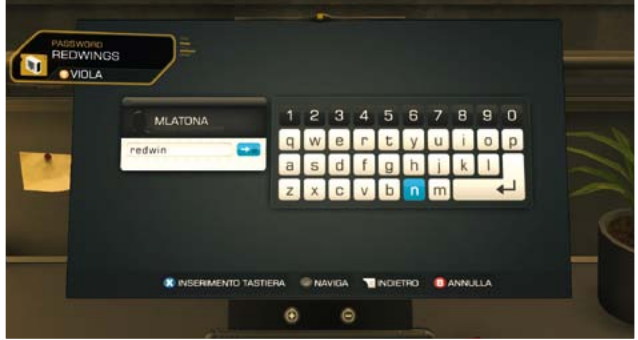 PASSWORD
REDWINGS
VIOLA
MLATONA
redwin
1 2 3 4 5 6 7 8 9 0
q w e r t y u i o p
a s d f g h j k l
z x c v b n m
X INSERIMENTO TASTIERA NAVIGA INDIETRO B ANNULLA